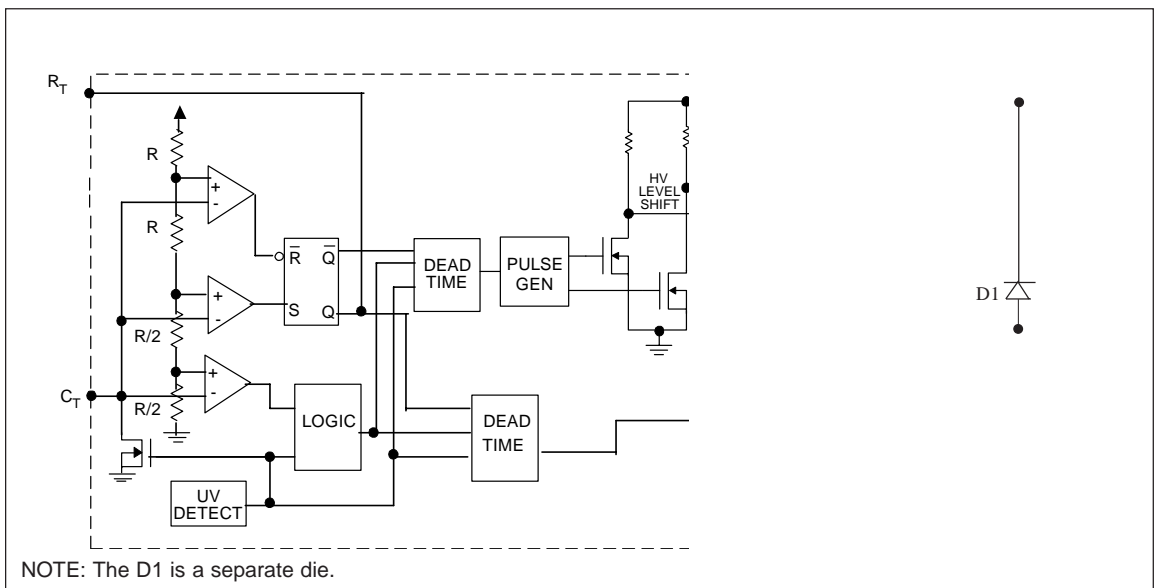 R_T
R
+
-
HV
LEVEL
SHIFT
R
R̅ Q̅
DEAD
TIME
PULSE
GEN
D1
+
-
S Q
R/2
+
-
C_T
R/2
LOGIC
DEAD
TIME
UV
DETECT
NOTE: The D1 is a separate die.